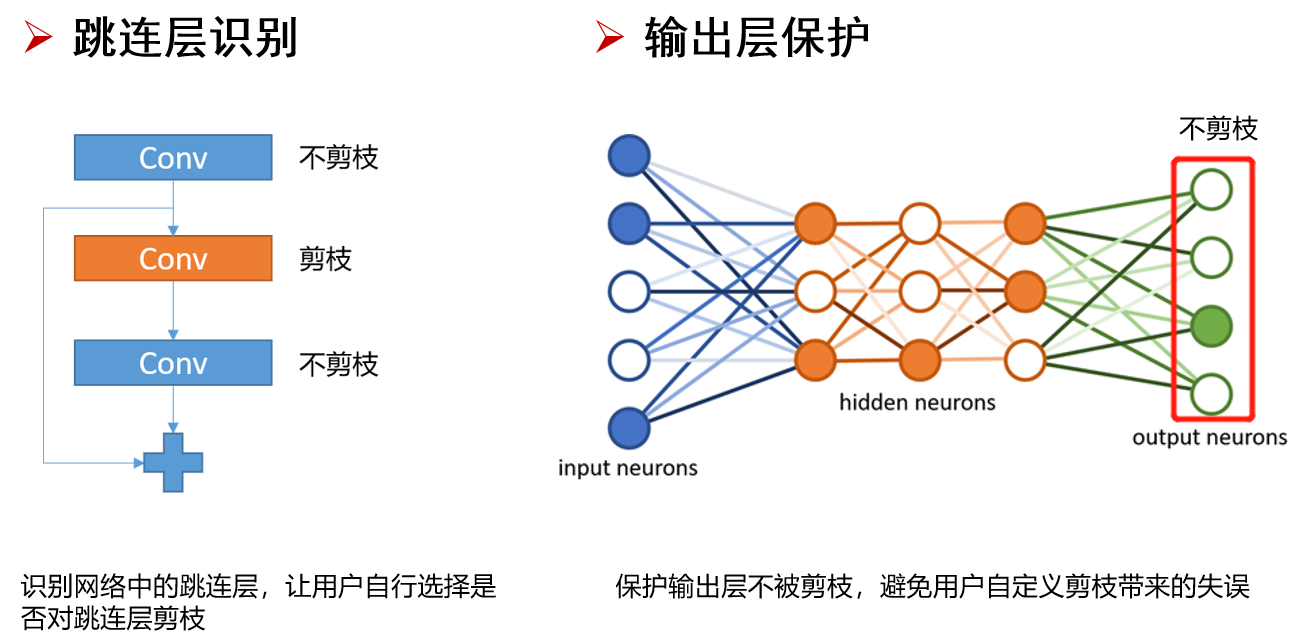 跳连层识别
Conv
不剪枝
Conv
剪枝
Conv
不剪枝
识别网络中的跳连层，让用户自行选择是
否对跳连层剪枝
输出层保护
不剪枝
hidden neurons
output neurons
input neurons
保护输出层不被剪枝，避免用户自定义剪枝带来的失误